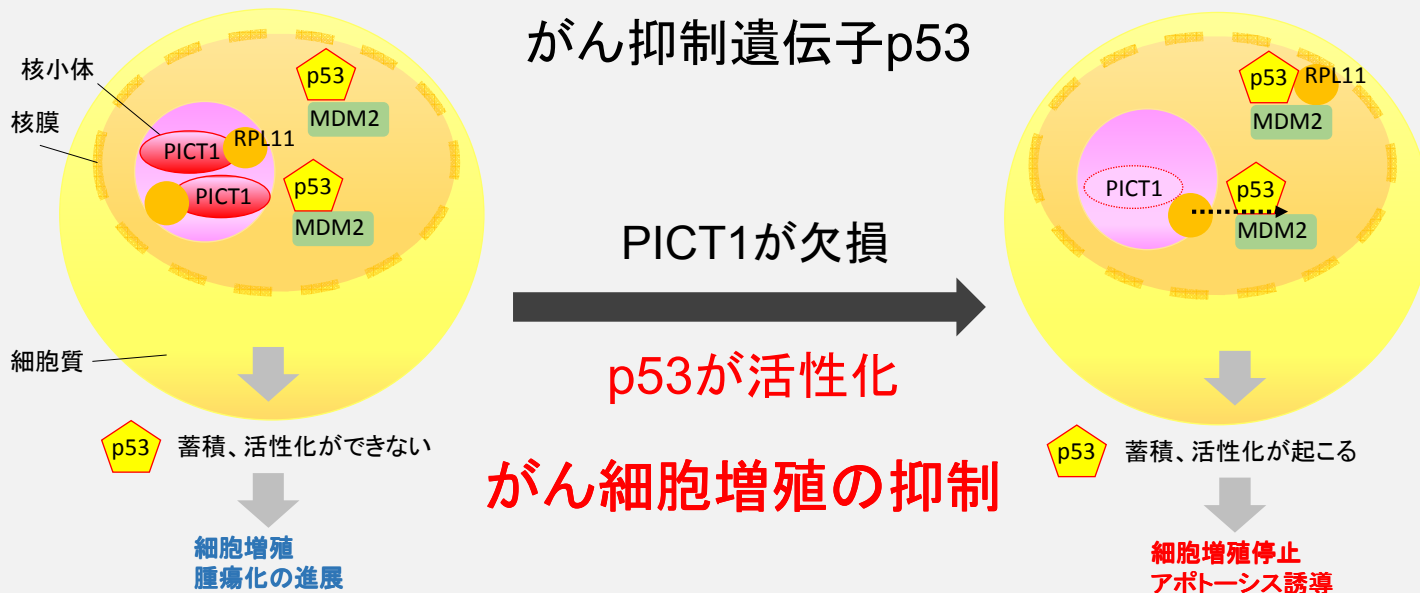 がん抑制遺伝子p53
核小体
核膜
細胞質
p53
MDM2
PICT1
RPL11
PICT1
p53
MDM2
p53
蓄積、活性化ができない
細胞増殖
腫瘍化の進展
PICT1が欠損
p53が活性化
がん細胞増殖の抑制
p53
RPL11
MDM2
PICT1
p53
MDM2
p53
蓄積、活性化が起こる
細胞増殖停止
アポトーシス誘導